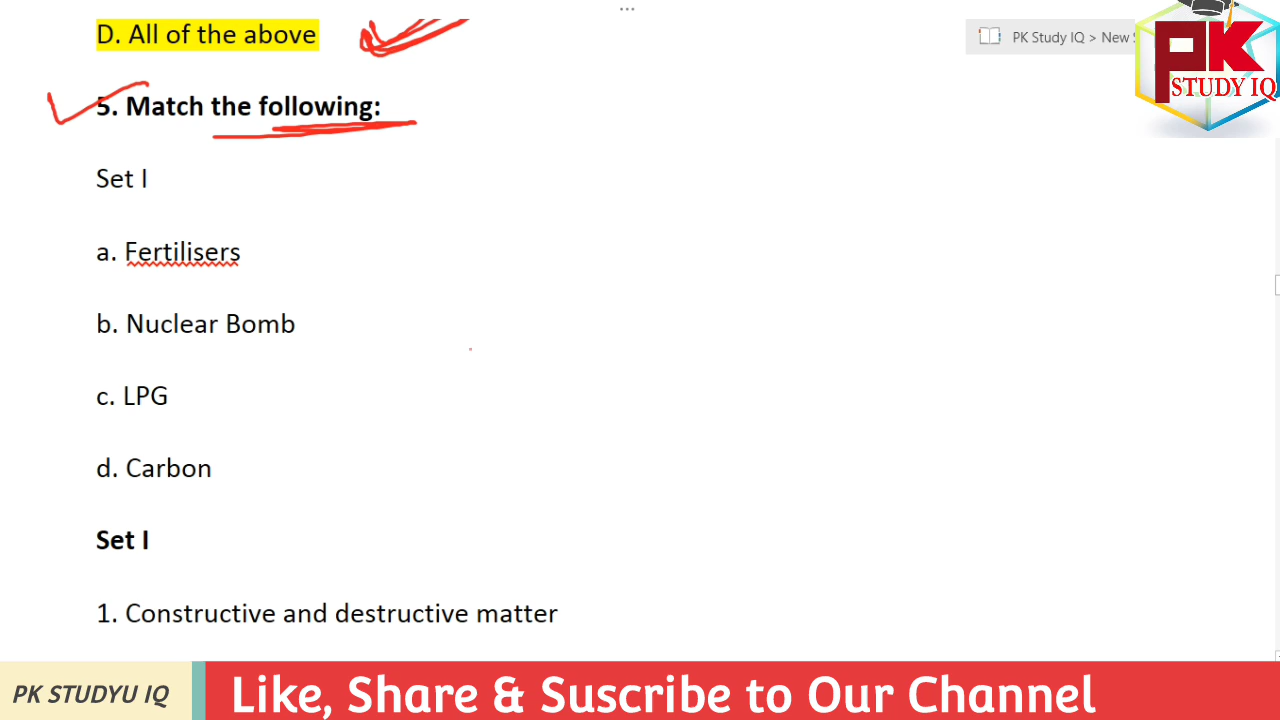 ...
D. All of the above
PK Study IQ > New
PK
STUDY IQ
5. Match the following:
Set I
a. Fertilisers
b. Nuclear Bomb
c. LPG
d. Carbon
Set I
1. Constructive and destructive matter
PK STUDYU IQ
Like, Share & Suscribe to Our Channel